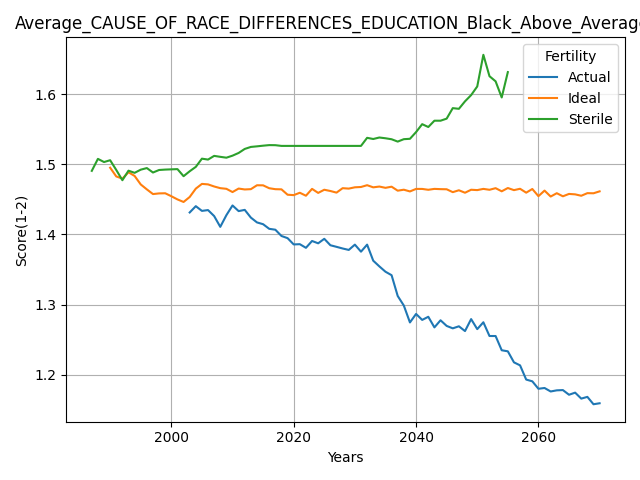 Average_CAUSE_OF_RACE_DIFFERENCES_EDUCATION_Black_Above_Average
Fertility
Actual
Ideal
Sterile
Score(1-2)
1.6
1.5
1.4
1.3
1.2
2000 2020 2040 2060
Years